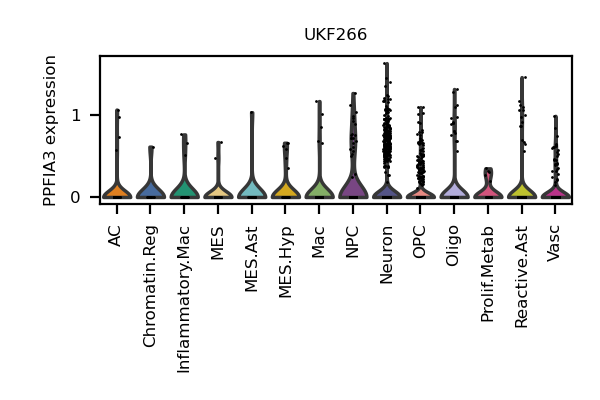 UKF266
PPFIA3 expression
1
0
AC
Chromatin.Reg
Inflammatory.Mac
MES
MES.Ast
MES.Hyp
Mac
NPC
Neuron
OPC
Oligo
Prolif.Metab
Reactive.Ast
Vasc